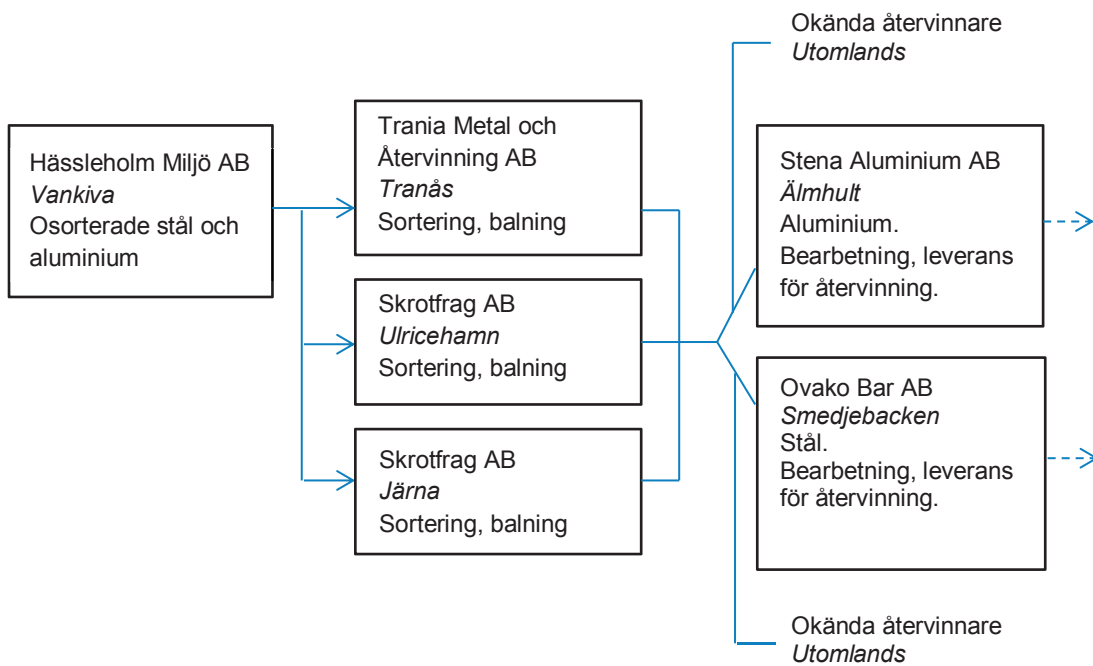 Okända återvinnare
Utomlands
Hässleholm Miljö AB
Vankiva
Osorterade stål och
aluminium
Trania Metal och
Återvinning AB
Tranås
Sortering, balning
Skrotfrag AB
Ulricehamn
Sortering, balning
Skrotfrag AB
Järna
Sortering, balning
Stena Aluminium AB
Älmhult
Aluminium.
Bearbetning, leverans
för återvinning.
Ovako Bar AB
Smedjebacken
Stål.
Bearbetning, leverans
för återvinning.
Okända återvinnare
Utomlands